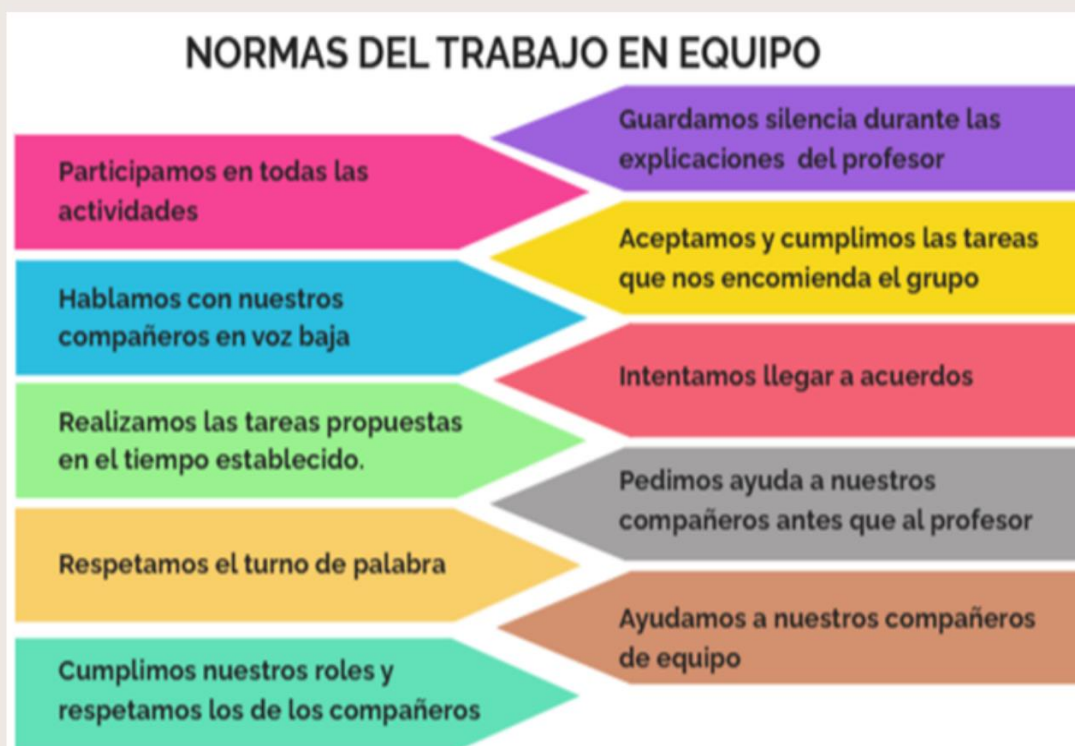 NORMAS DEL TRABAJO EN EQUIPO
Participamos en todas las
actividades
Hablamos con nuestros
compañeros en voz baja
Realizamos las tareas propuestas
en el tiempo establecido.
Respetamos el turno de palabra
Cumplimos nuestros roles y
respetamos los de los compañeros
Guardamos silencia durante las
explicaciones del profesor
Aceptamos y cumplimos las tareas
que nos encomienda el grupo
Intentamos llegar a acuerdos
Pedimos ayuda a nuestros
compañeros antes que al profesor
Ayudamos a nuestros compañeros
de equipo